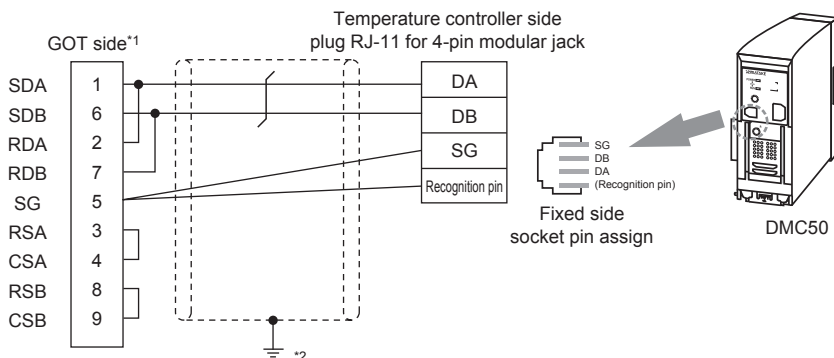 Temperature controller side
plug RJ-11 for 4-pin modular jack
GOT side*1
SDA 1 DA
SDB 6 DB
RDA 2 SG
RDB 7 Recognition pin
SG 5
RSA 3
CSA 4
RSB 8
CSB 9
*2
SG
DB
DA
(Recognition pin)
Fixed side
socket pin assign
DMC50